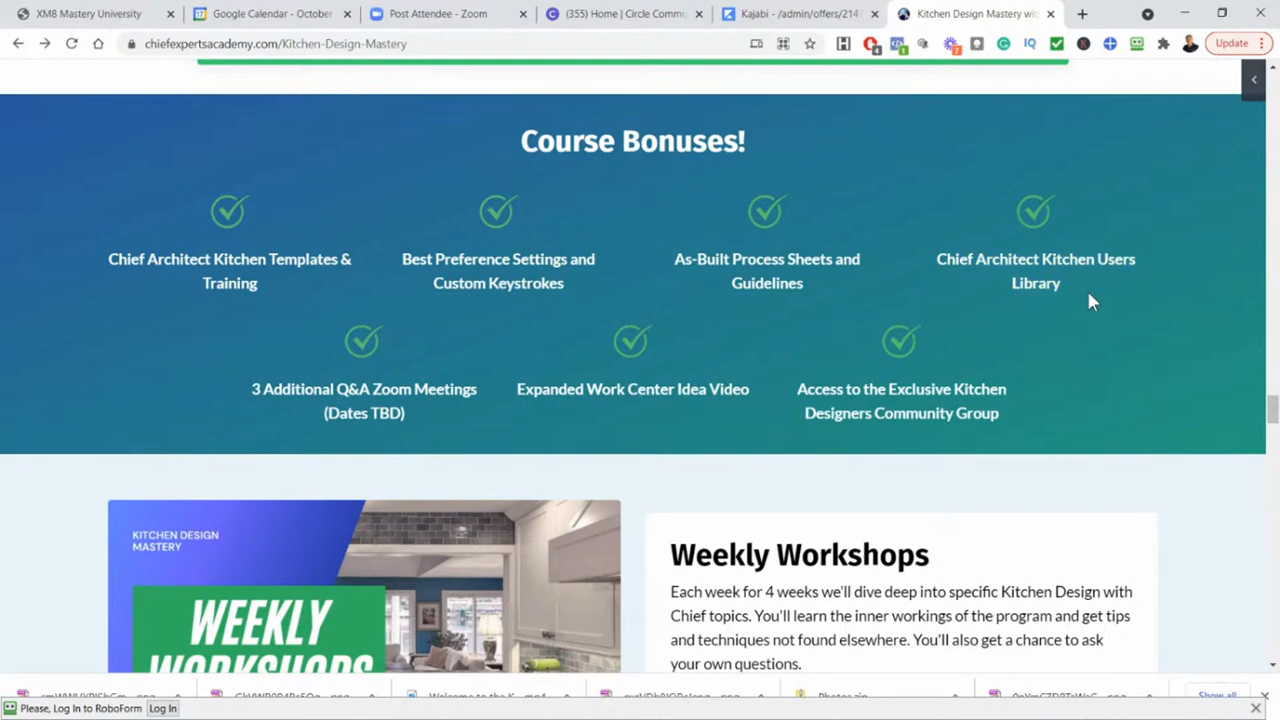 XM8 Mastery University
Google Calendar - October
Post Attendee - Zoom
(355) Home | Circle Commu
Kajabi - /admin/offers/214
Kitchen Design Mastery wit
chiefexpertsacademy.com/Kitchen-Design-Mastery
Update
Course Bonuses!
Chief Architect Kitchen Templates &
Training
Best Preference Settings and
Custom Keystrokes
As-Built Process Sheets and
Guidelines
Chief Architect Kitchen Users
Library
3 Additional Q&A Zoom Meetings
(Dates TBD)
Expanded Work Center Idea Video
Access to the Exclusive Kitchen
Designers Community Group
KITCHEN DESIGN
MASTERY
WEEKLY
WORKSHOPS
Weekly Workshops
Each week for 4 weeks we'll dive deep into specific Kitchen Design with
Chief topics. You'll learn the inner workings of the program and get tips
and techniques not found elsewhere. You'll also get a chance to ask
your own questions.
Welcome to the K....mp4
Photos.zip
Show all
Please, Log In to RoboForm
Log In